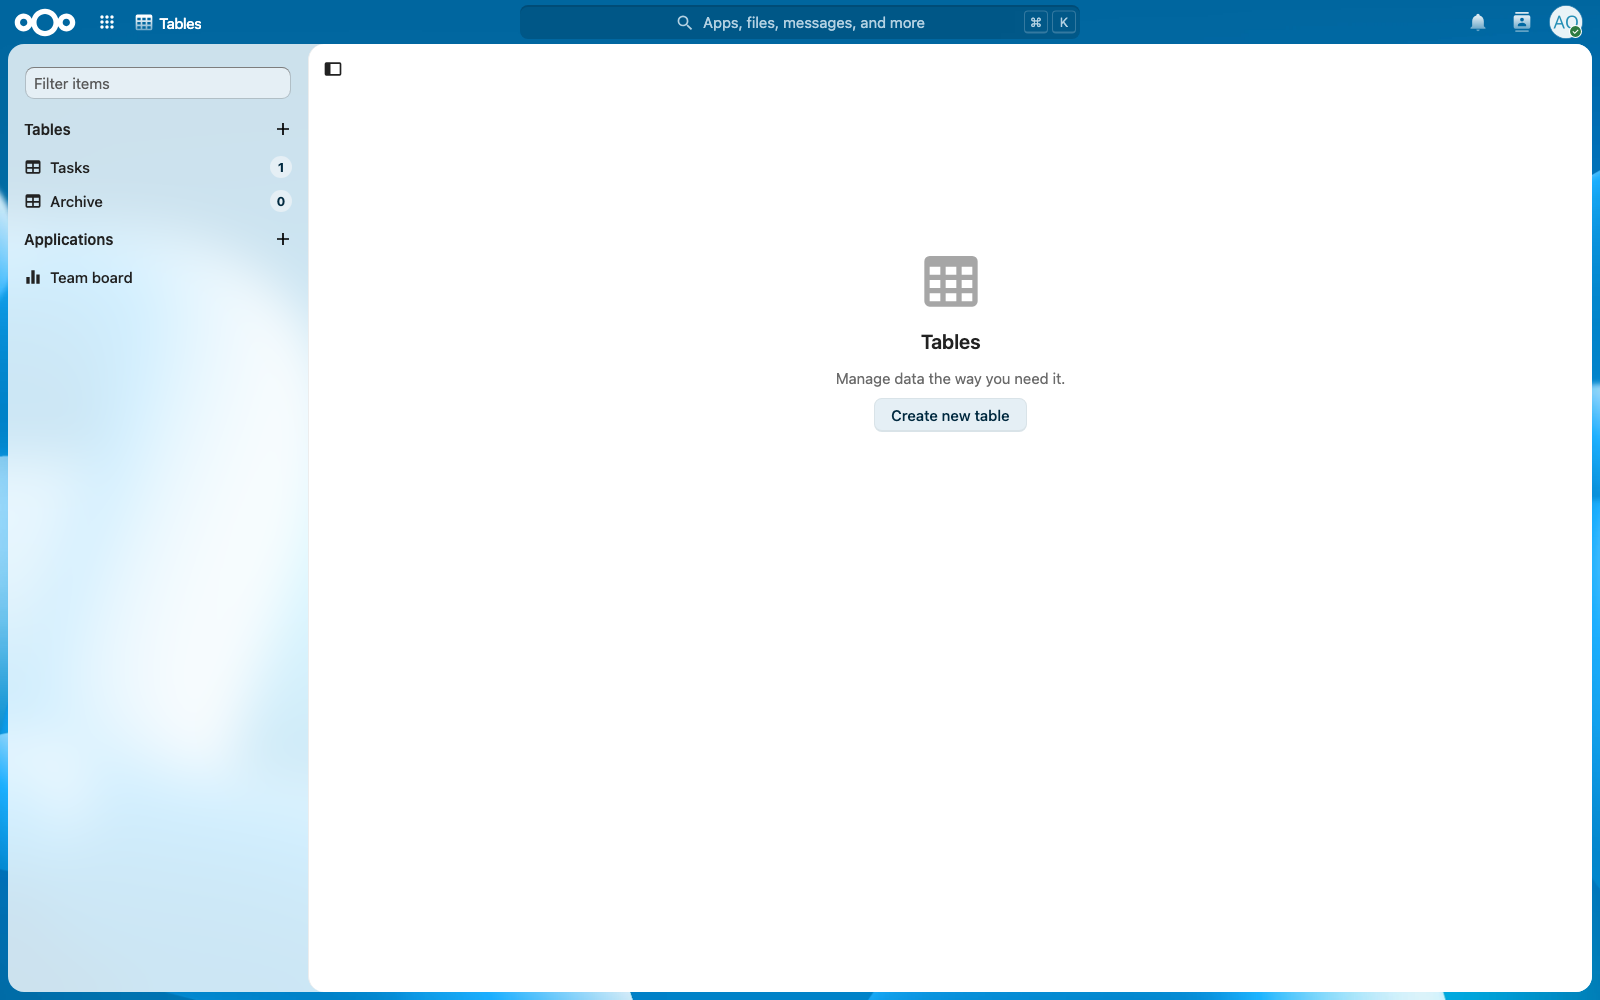 Tables
Apps, files, messages, and more
⌘ K
AO
Filter items
Tables
Tasks 1
Archive 0
Applications
Team board
Tables
Manage data the way you need it.
Create new table